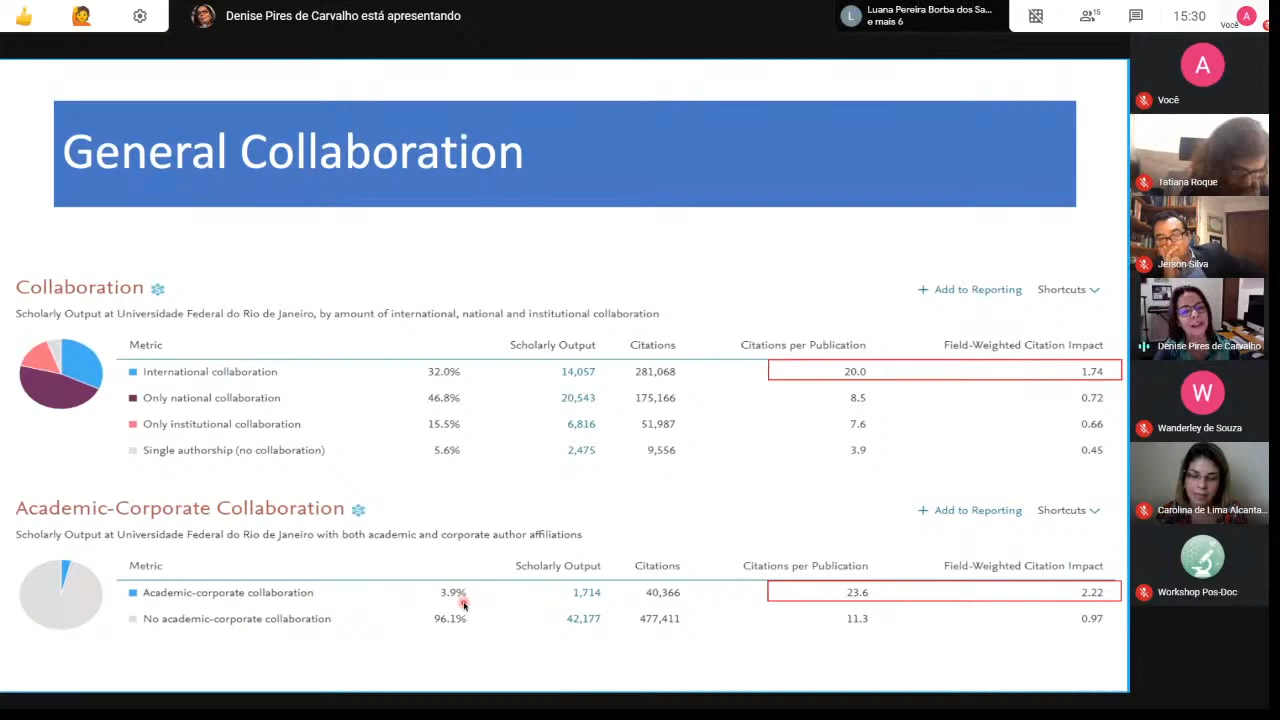 Denise Pires de Carvalho está apresentando
L
Luana Pereira Borba dos Sa...
e mais 6
15
15:30
A
Você
General Collaboration
Collaboration
+ Add to Reporting Shortcuts
Scholarly Output at Universidade Federal do Rio de Janeiro, by amount of international, national and institutional collaboration
Metric Scholarly Output Citations Citations per Publication Field-Weighted Citation Impact
International collaboration 32.0% 14,057 281,068 20.0 1.74
Only national collaboration 46.8% 20,543 175,166 8.5 0.72
Only institutional collaboration 15.5% 6,816 51,987 7.6 0.66
Single authorship (no collaboration) 5.6% 2,475 9,556 3.9 0.45
Academic-Corporate Collaboration
+ Add to Reporting Shortcuts
Scholarly Output at Universidade Federal do Rio de Janeiro with both academic and corporate author affiliations
Metric Scholarly Output Citations Citations per Publication Field-Weighted Citation Impact
Academic-corporate collaboration 3.9% 1,714 40,366 23.6 2.22
No academic-corporate collaboration 96.1% 42,177 477,411 11.3 0.97
A
Você
Tatiana Roque
Jerson Silva
Denise Pires de Carvalho
W
Wanderley de Souza
Carolina de Lima Alcanta...
Workshop Pos-Doc